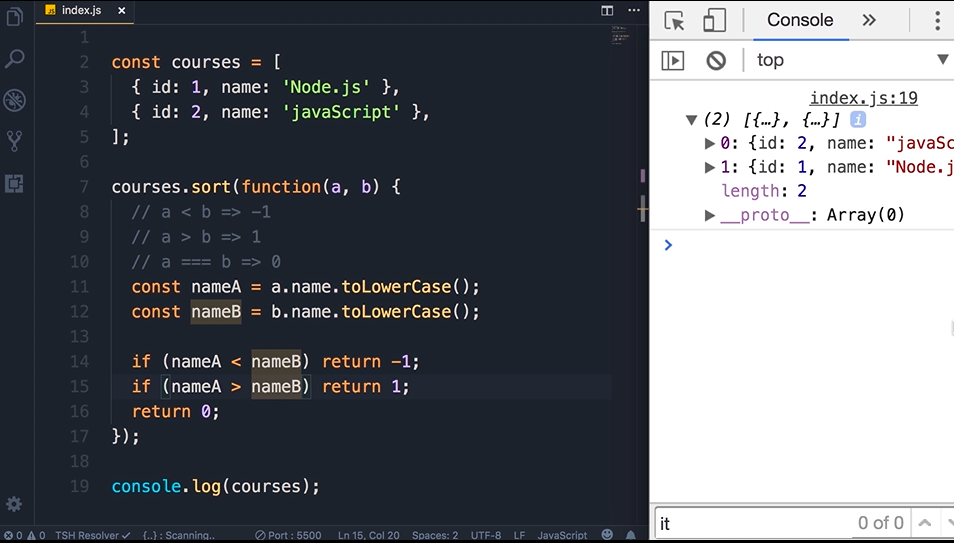 index.js ×
1
2 const courses = [
3 { id: 1, name: 'Node.js' },
4 { id: 2, name: 'javaScript' },
5 ];
6
7 courses.sort(function(a, b) {
8 // a < b => -1
9 // a > b => 1
10 // a === b => 0
11 const nameA = a.name.toLowerCase();
12 const nameB = b.name.toLowerCase();
13
14 if (nameA < nameB) return -1;
15 if (nameA > nameB) return 1;
16 return 0;
17 });
18
19 console.log(courses);
0 0 TSH Resolver {..} : Scanning.. Port : 5500 Ln 15, Col 20 Spaces: 2 UTF-8 LF JavaScript
Console »
top
index.js:19
(2) [{…}, {…}]
0: {id: 2, name: "javaSc
1: {id: 1, name: "Node.j
length: 2
__proto__: Array(0)
>
it 0 of 0